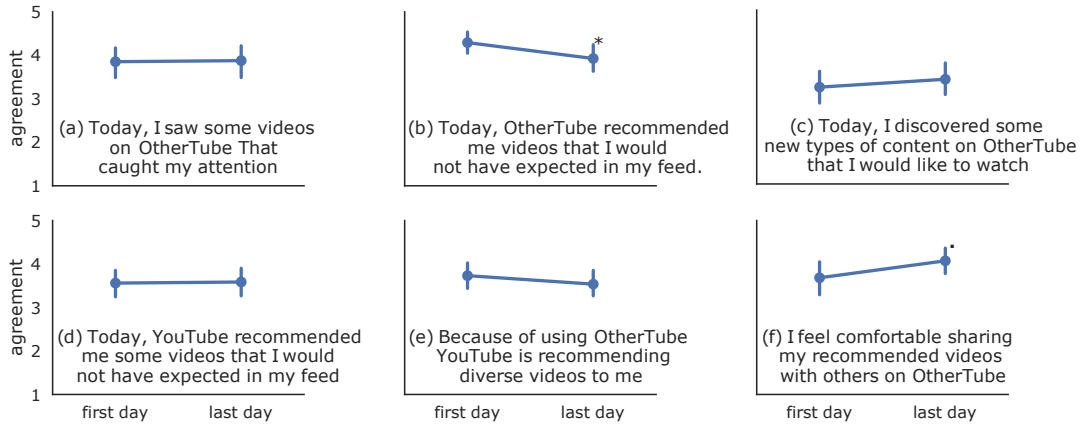 5
4
3
2
1
agreement
(a) Today, I saw some videos
on OtherTube That
caught my attention
*
(b) Today, OtherTube recommended
me videos that I would
not have expected in my feed.
(c) Today, I discovered some
new types of content on OtherTube
that I would like to watch
5
4
3
2
1
agreement
(d) Today, YouTube recommended
me some videos that I would
not have expected in my feed
first day last day
(e) Because of using OtherTube
YouTube is recommending
diverse videos to me
first day last day
.
(f) I feel comfortable sharing
my recommended videos
with others on OtherTube
first day last day